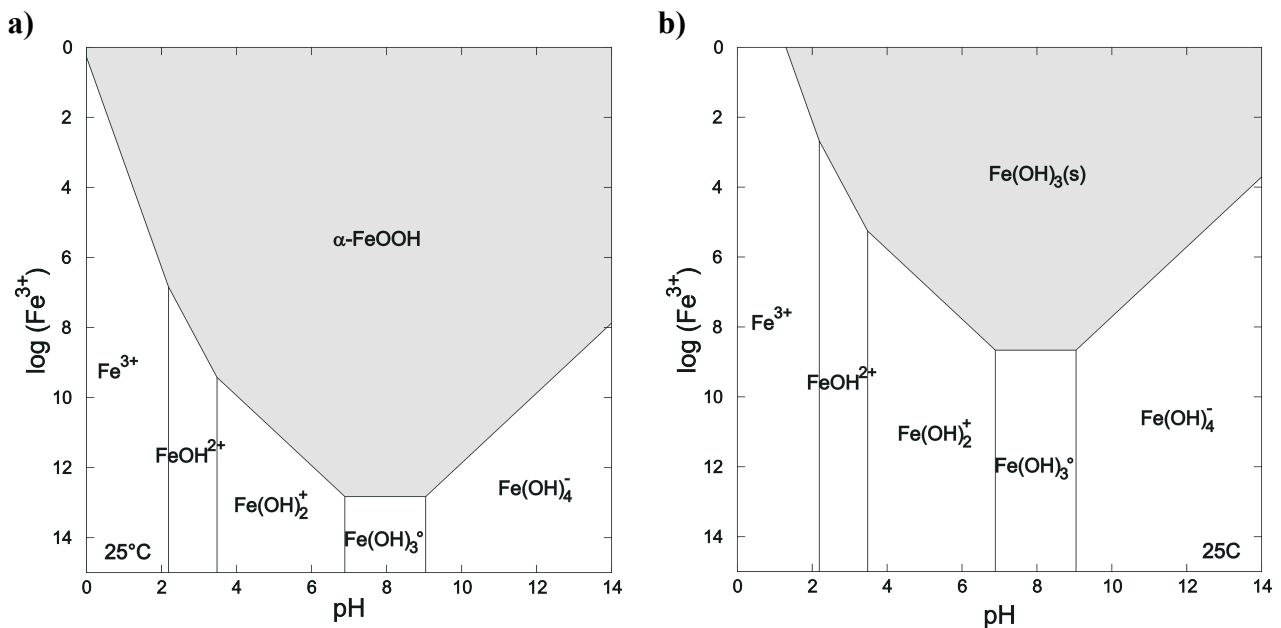 a)
0
2
4
6
8
10
12
14
log (Fe³⁺)
α-FeOOH
Fe³⁺
FeOH²⁺
Fe(OH)₂⁺
Fe(OH)₃°
Fe(OH)₄⁻
25°C
0 2 4 6 8 10 12 14
pH
b)
0
2
4
6
8
10
12
14
log (Fe³⁺)
Fe(OH)₃(s)
Fe³⁺
FeOH²⁺
Fe(OH)₂⁺
Fe(OH)₃°
Fe(OH)₄⁻
25C
0 2 4 6 8 10 12 14
pH